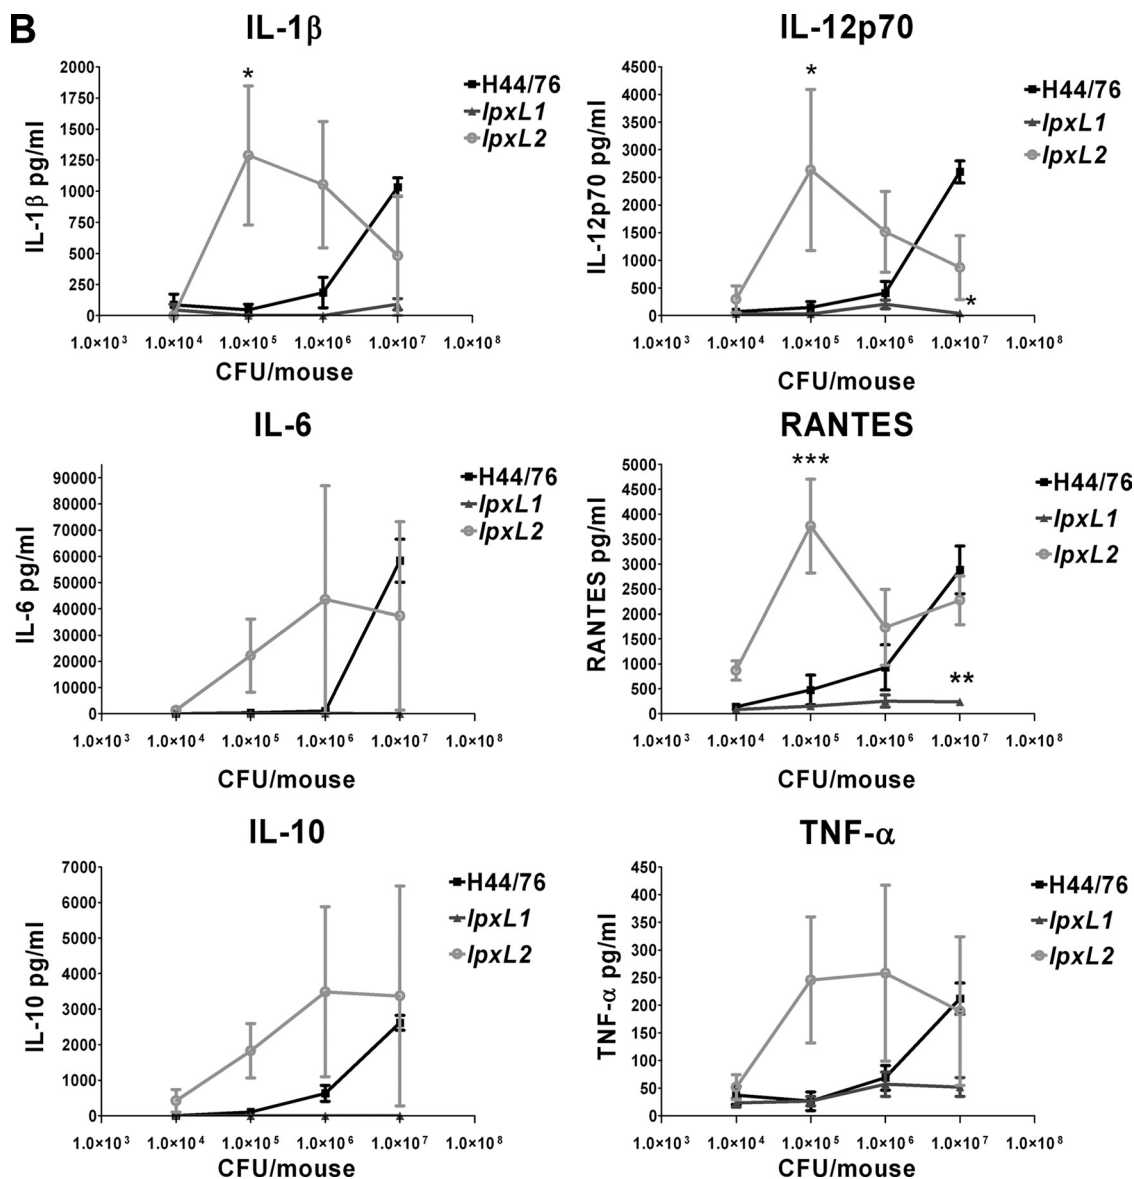 B
IL-1β
2000
1750
1500
1250
1000
750
500
250
0
IL-1β pg/ml
*
H44/76
lpxL1
lpxL2
1.0×10³ 1.0×10⁴ 1.0×10⁵ 1.0×10⁶ 1.0×10⁷ 1.0×10⁸
CFU/mouse
IL-12p70
4500
4000
3500
3000
2500
2000
1500
1000
500
0
IL-12p70 pg/ml
*
*
H44/76
lpxL1
lpxL2
1.0×10³ 1.0×10⁴ 1.0×10⁵ 1.0×10⁶ 1.0×10⁷ 1.0×10⁸
CFU/mouse
IL-6
90000
80000
70000
60000
50000
40000
30000
20000
10000
0
IL-6 pg/ml
H44/76
lpxL1
lpxL2
1.0×10³ 1.0×10⁴ 1.0×10⁵ 1.0×10⁶ 1.0×10⁷ 1.0×10⁸
CFU/mouse
RANTES
5000
4500
4000
3500
3000
2500
2000
1500
1000
500
0
RANTES pg/ml
***
**
H44/76
lpxL1
lpxL2
1.0×10³ 1.0×10⁴ 1.0×10⁵ 1.0×10⁶ 1.0×10⁷ 1.0×10⁸
CFU/mouse
IL-10
7000
6000
5000
4000
3000
2000
1000
0
IL-10 pg/ml
H44/76
lpxL1
lpxL2
1.0×10³ 1.0×10⁴ 1.0×10⁵ 1.0×10⁶ 1.0×10⁷ 1.0×10⁸
CFU/mouse
TNF-α
450
400
350
300
250
200
150
100
50
0
TNF-α pg/ml
H44/76
lpxL1
lpxL2
1.0×10³ 1.0×10⁴ 1.0×10⁵ 1.0×10⁶ 1.0×10⁷ 1.0×10⁸
CFU/mouse